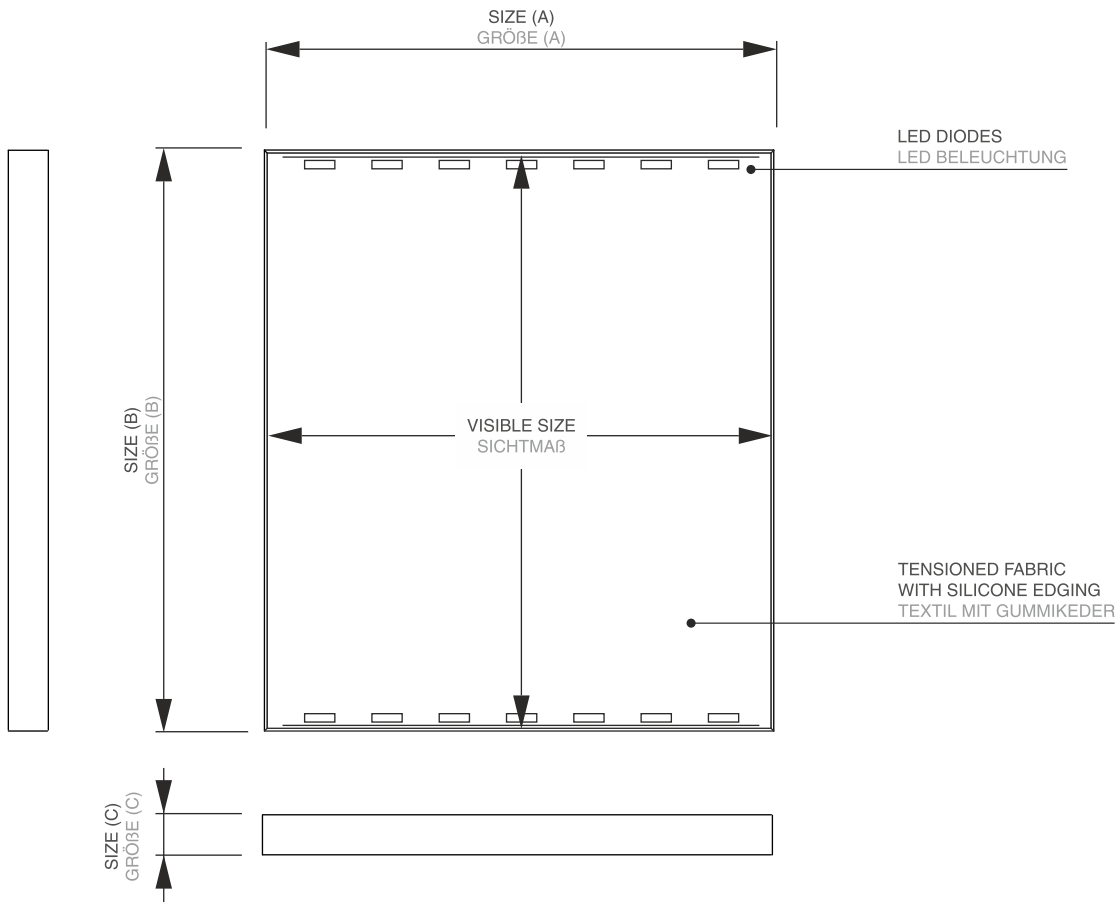 SIZE (A)
GRÖßE (A)
LED DIODES
LED BELEUCHTUNG
SIZE (B)
GRÖßE (B)
VISIBLE SIZE
SICHTMAß
TENSIONED FABRIC
WITH SILICONE EDGING
TEXTIL MIT GUMMIKEDER
SIZE (C)
GRÖßE (C)